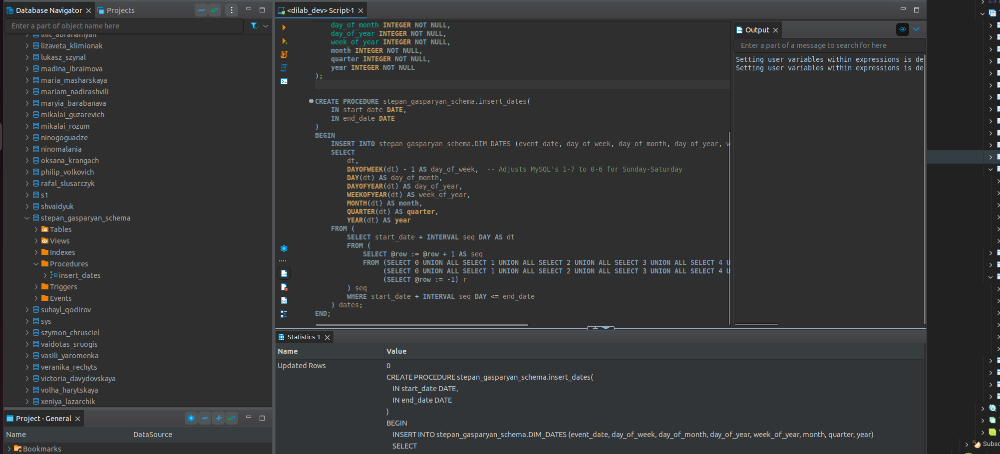 Database Navigator
Projects
Enter a part of object name here
lilit_abrahamyan
lizaveta_klimionak
lukasz_szynal
madina_ibraimova
maria_masharskaya
mariam_nadirashvili
maryia_barabanava
mikalai_guzarevich
mikalai_rozum
ninogoguadze
ninomalania
oksana_krangach
philip_volkovich
rafal_slusarczyk
s1
shvaidyuk
stepan_gasparyan_schema
Tables
Views
Indexes
Procedures
insert_dates
Triggers
Events
suhayl_qodirov
sys
szymon_chrusciel
vaidotas_sruogis
vasili_yaromenka
veranika_rechyts
victoria_davydovskaya
volha_harytskaya
xeniya_lazarchik
Project - General
Name DataSource
Bookmarks
<dilab_dev> Script-1
day_of_month INTEGER NOT NULL,
day_of_year INTEGER NOT NULL,
week_of_year INTEGER NOT NULL,
month INTEGER NOT NULL,
quarter INTEGER NOT NULL,
year INTEGER NOT NULL
);
CREATE PROCEDURE stepan_gasparyan_schema.insert_dates(
IN start_date DATE,
IN end_date DATE
)
BEGIN
INSERT INTO stepan_gasparyan_schema.DIM_DATES (event_date, day_of_week, day_of_month, day_of_year, w
SELECT
dt,
DAYOFWEEK(dt) - 1 AS day_of_week, -- Adjusts MySQL's 1-7 to 0-6 for Sunday-Saturday
DAY(dt) AS day_of_month,
DAYOFYEAR(dt) AS day_of_year,
WEEKOFYEAR(dt) AS week_of_year,
MONTH(dt) AS month,
QUARTER(dt) AS quarter,
YEAR(dt) AS year
FROM (
SELECT start_date + INTERVAL seq DAY AS dt
FROM (
SELECT @row := @row + 1 AS seq
FROM (SELECT 0 UNION ALL SELECT 1 UNION ALL SELECT 2 UNION ALL SELECT 3 UNION ALL SELECT 4 U
(SELECT 0 UNION ALL SELECT 1 UNION ALL SELECT 2 UNION ALL SELECT 3 UNION ALL SELECT 4 U
(SELECT @row := -1) r
) seq
WHERE start_date + INTERVAL seq DAY <= end_date
) dates;
END;
Output
Enter a part of a message to search for here
Setting user variables within expressions is de
Setting user variables within expressions is de
Statistics 1
Name Value
Updated Rows 0
CREATE PROCEDURE stepan_gasparyan_schema.insert_dates(
IN start_date DATE,
IN end_date DATE
)
BEGIN
INSERT INTO stepan_gasparyan_schema.DIM_DATES (event_date, day_of_week, day_of_month, day_of_year, week_of_year, month, quarter, year)
SELECT
Subsc